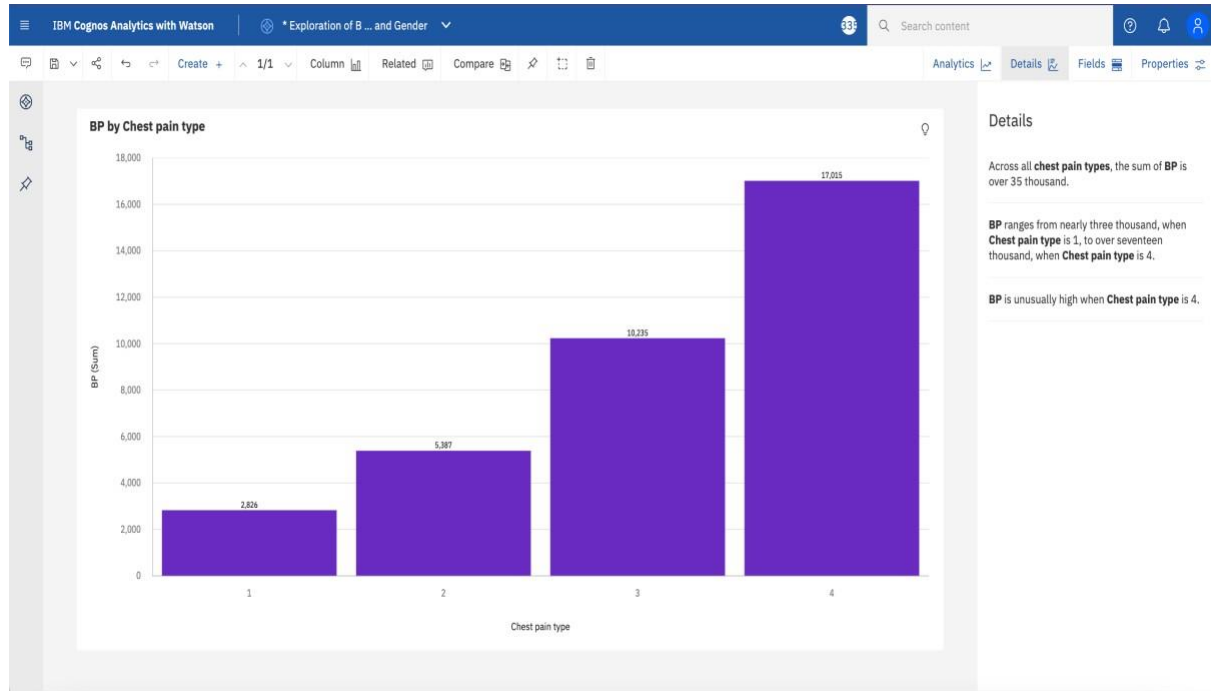 IBM Cognos Analytics with Watson
* Exploration of B ... and Gender
Search content
Create +
1/1
Column
Related
Compare
Analytics
Details
Fields
Properties
BP by Chest pain type
18,000
16,000
14,000
12,000
10,000
8,000
6,000
4,000
2,000
0
BP (Sum)
2,826
5,387
10,235
17,015
1
2
3
4
Chest pain type
Details
Across all chest pain types, the sum of BP is
over 35 thousand.
BP ranges from nearly three thousand, when
Chest pain type is 1, to over seventeen
thousand, when Chest pain type is 4.
BP is unusually high when Chest pain type is 4.